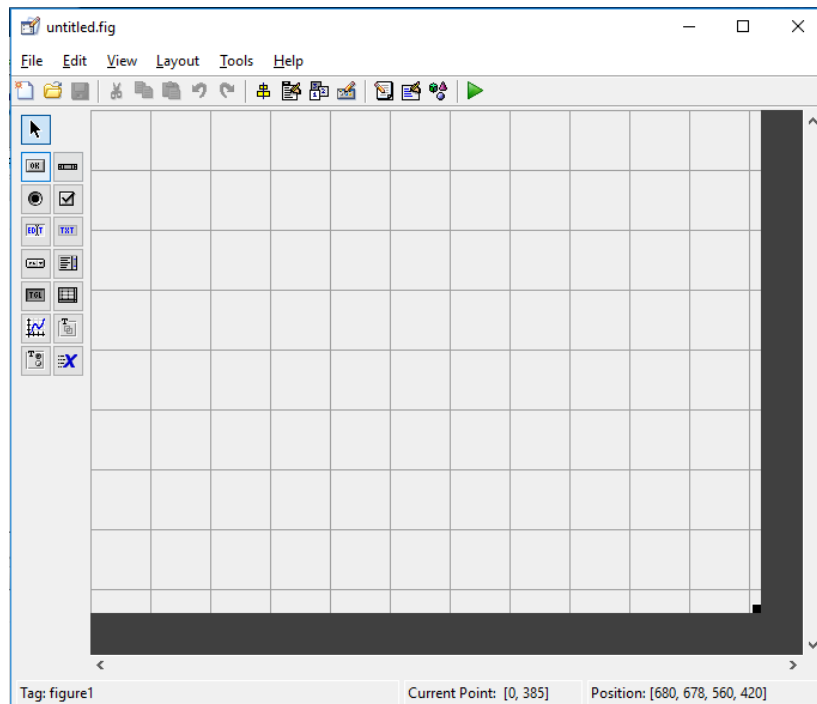 untitled.fig
File Edit View Layout Tools Help
OK
EDIT TXT
TGL
T
T
X
Tag: figure1 Current Point: [0, 385] Position: [680, 678, 560, 420]